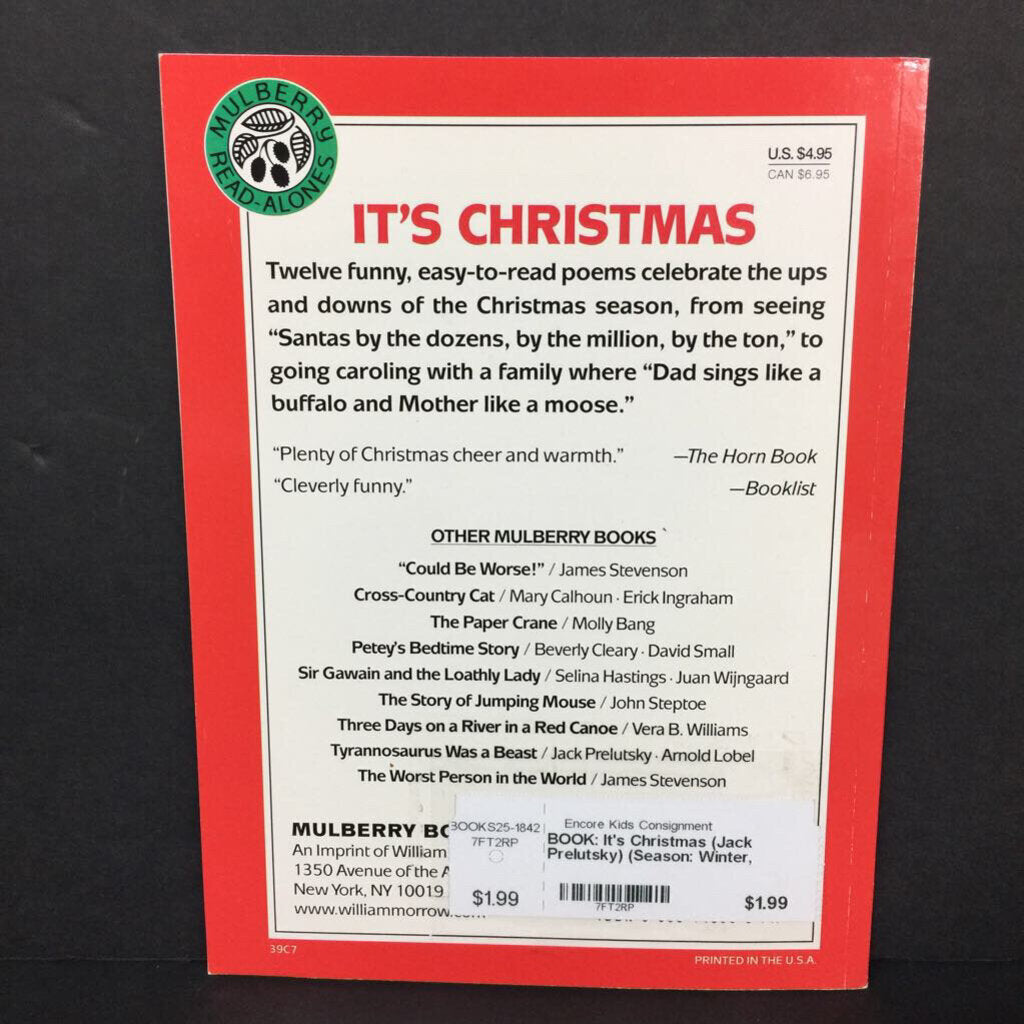 MULBERRY
READ-ALONES
U.S. $4.95
CAN $6.95
IT'S CHRISTMAS
Twelve funny, easy-to-read poems celebrate the ups
and downs of the Christmas season, from seeing
“Santas by the dozens, by the million, by the ton,” to
going caroling with a family where “Dad sings like a
buffalo and Mother like a moose.”
“Plenty of Christmas cheer and warmth.” —The Horn Book
“Cleverly funny.” —Booklist
OTHER MULBERRY BOOKS
“Could Be Worse!” / James Stevenson
Cross-Country Cat / Mary Calhoun · Erick Ingraham
The Paper Crane / Molly Bang
Petey's Bedtime Story / Beverly Cleary · David Small
Sir Gawain and the Loathly Lady / Selina Hastings · Juan Wijngaard
The Story of Jumping Mouse / John Steptoe
Three Days on a River in a Red Canoe / Vera B. Williams
Tyrannosaurus Was a Beast / Jack Prelutsky · Arnold Lobel
The Worst Person in the World / James Stevenson
MULBERRY BO
An Imprint of William
1350 Avenue of the A
New York, NY 10019
www.williammorrow.
BOOKS25-1842
7FT2RP
$1.99
Encore Kids Consignment
BOOK: It's Christmas (Jack
Prelutsky) (Season: Winter,
7FT2RP
$1.99
39C7
PRINTED IN THE U.S.A.